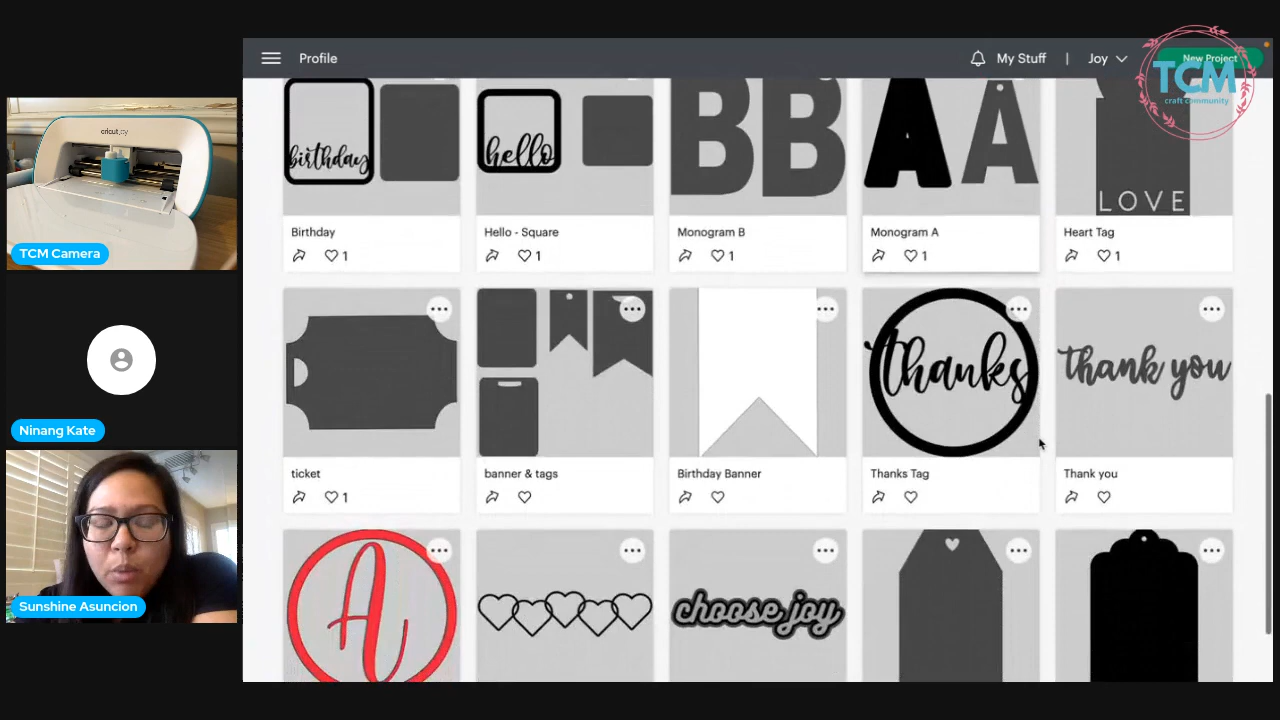 Profile
My Stuff | Joy
New Project
TCM
craft community
cricut joy
TCM Camera
Ninang Kate
Sunshine Asuncion
birthday
hello
B B
A A
LOVE
Birthday
Hello - Square
Monogram B
Monogram A
Heart Tag
1
1
1
1
1
thanks
thank you
ticket
banner & tags
Birthday Banner
Thanks Tag
Thank you
1
A
choose joy